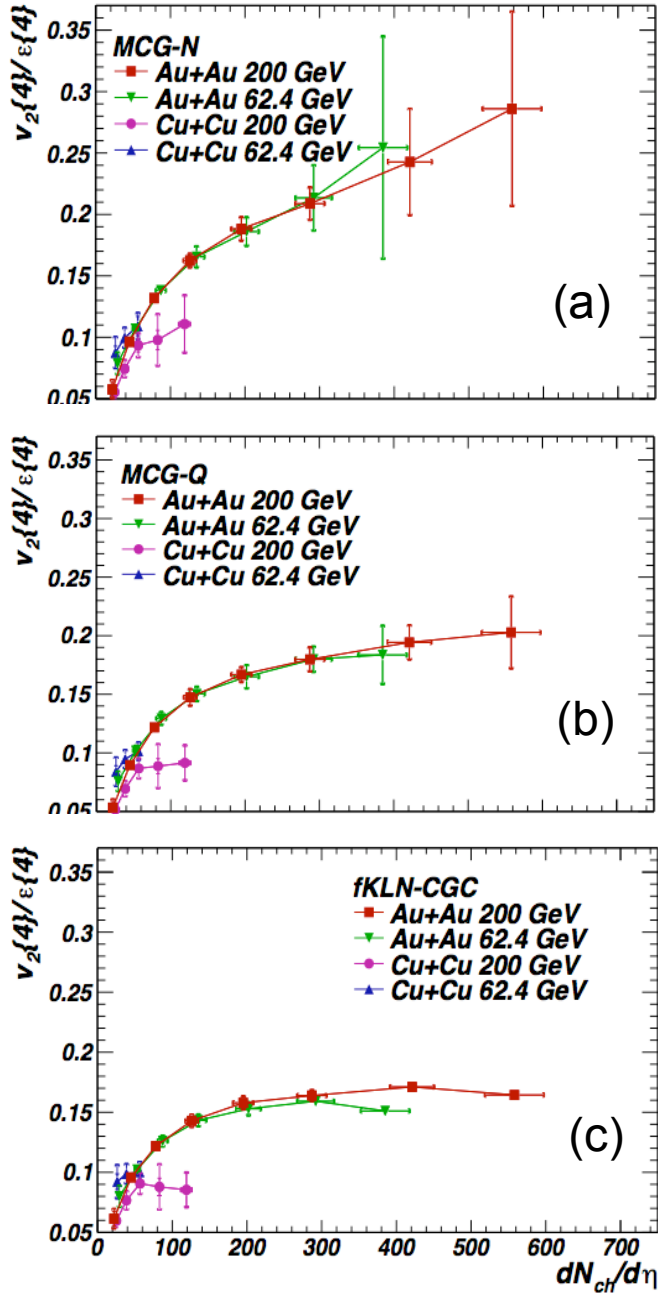 v₂{4}/ε{4}
0.35
0.3
0.25
0.2
0.15
0.1
0.05
MCG-N
Au+Au 200 GeV
Au+Au 62.4 GeV
Cu+Cu 200 GeV
Cu+Cu 62.4 GeV
(a)
v₂{4}/ε{4}
0.35
0.3
0.25
0.2
0.15
0.1
0.05
MCG-Q
Au+Au 200 GeV
Au+Au 62.4 GeV
Cu+Cu 200 GeV
Cu+Cu 62.4 GeV
(b)
v₂{4}/ε{4}
0.35
0.3
0.25
0.2
0.15
0.1
0.05
fKLN-CGC
Au+Au 200 GeV
Au+Au 62.4 GeV
Cu+Cu 200 GeV
Cu+Cu 62.4 GeV
(c)
0 100 200 300 400 500 600 700
dN_ch/dη